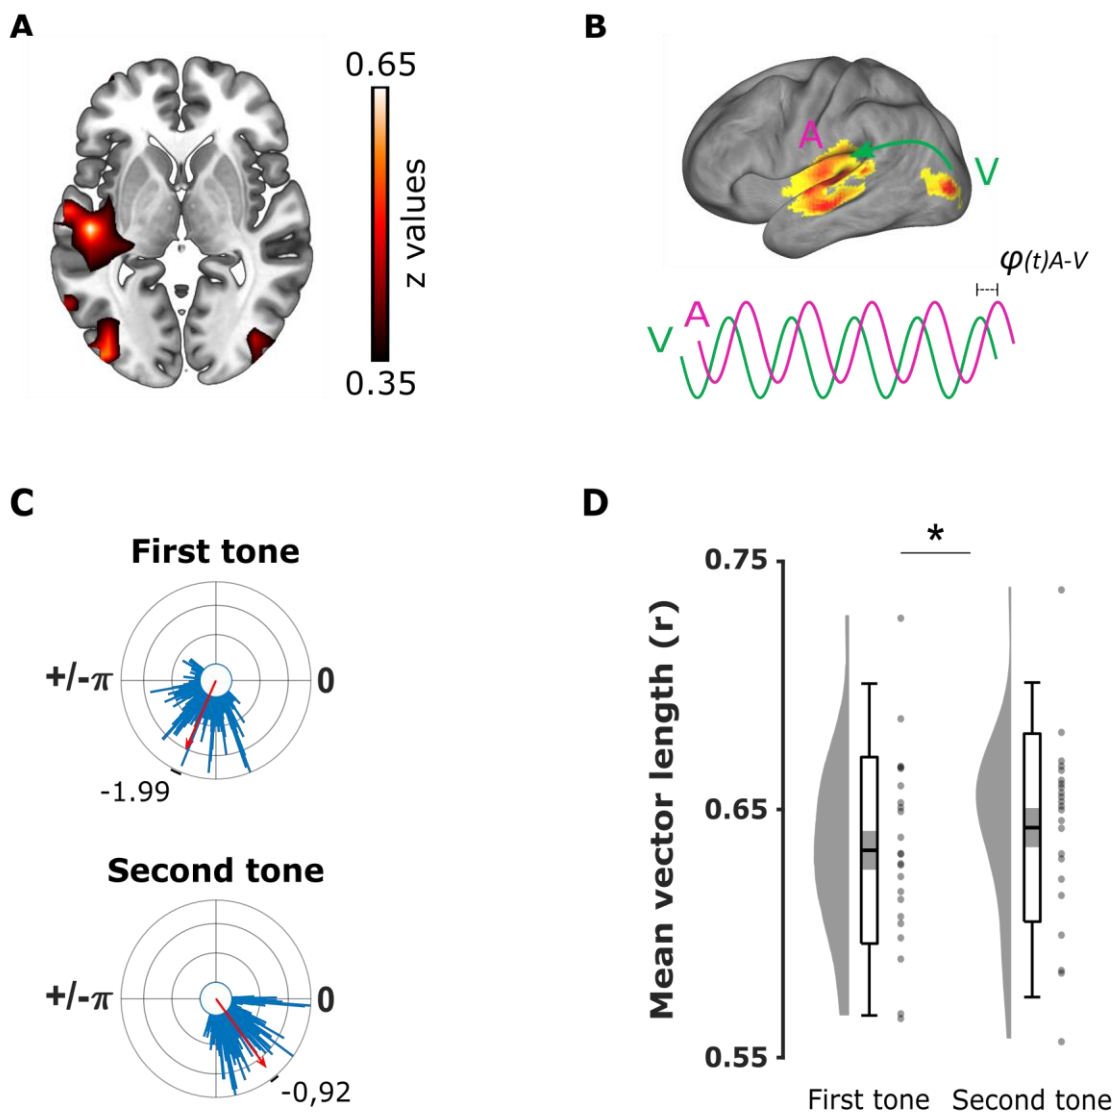 A
0.65
z values
0.35
B
A
V
φ(t)A-V
A
V
C
First tone
+/-π
0
-1.99
Second tone
+/-π
0
-0,92
D
*
0.75
0.65
0.55
Mean vector length (r)
First tone
Second tone